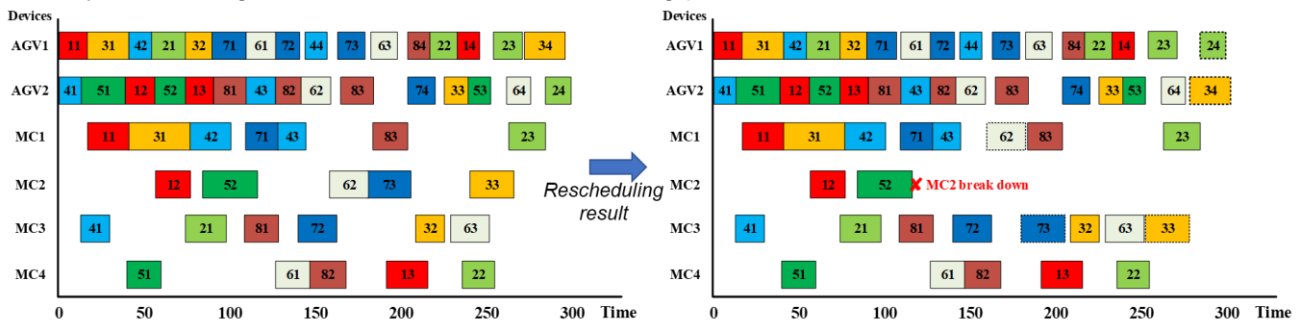 Devices
AGV1 11 31 42 21 32 71 61 72 44 73 63 84 22 14 23 34
AGV2 41 51 12 52 13 81 43 82 62 83 74 33 53 64 24
MC1 11 31 42 71 43 83 23
MC2 12 52 62 73 33
MC3 41 21 81 72 32 63
MC4 51 61 82 13 22
0 50 100 150 200 250 300 Time
Rescheduling
result
Devices
AGV1 11 31 42 21 32 71 61 72 44 73 63 84 22 14 23 24
AGV2 41 51 12 52 13 81 43 82 62 83 74 33 53 64 34
MC1 11 31 42 71 43 62 83 23
MC2 12 52 MC2 break down
MC3 41 21 81 72 73 32 63 33
MC4 51 61 82 13 22
0 50 100 150 200 250 300 Time